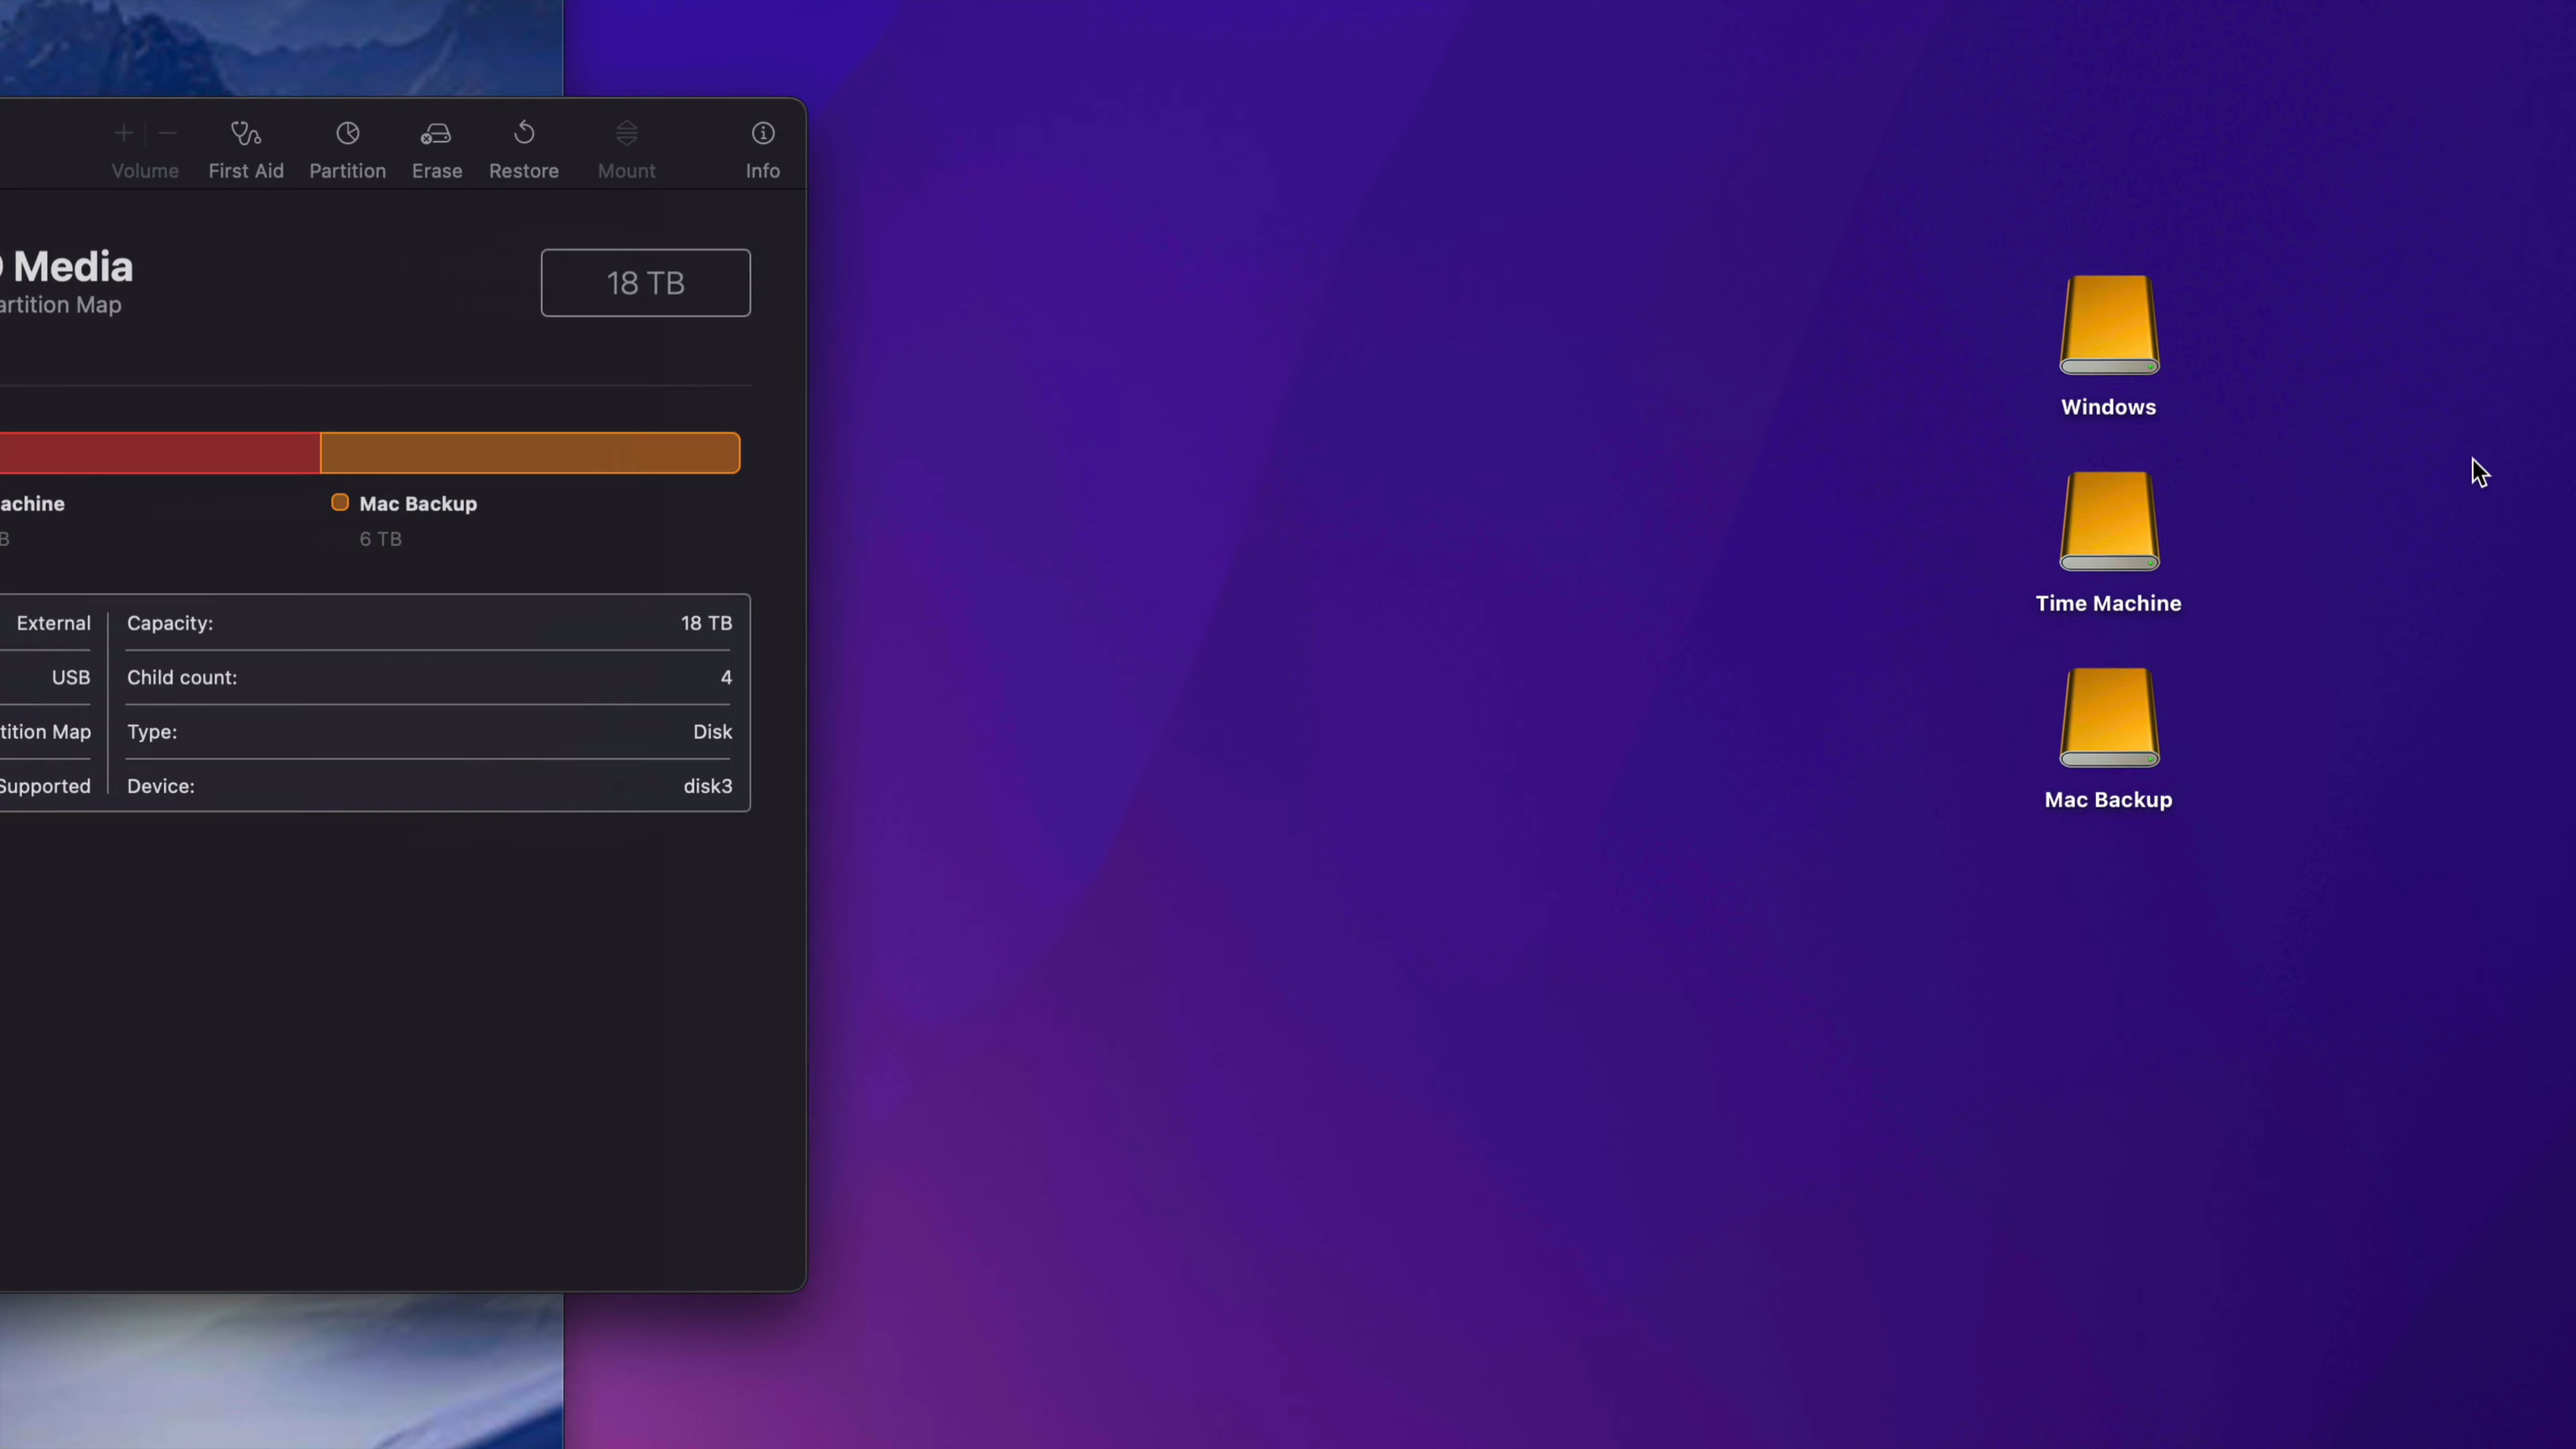 Volume First Aid Partition Erase Restore Mount Info
Media
18 TB
artition Map
achine
Mac Backup
B
6 TB
External Capacity: 18 TB
USB Child count: 4
tition Map Type: Disk
Supported Device: disk3
Windows
Time Machine
Mac Backup